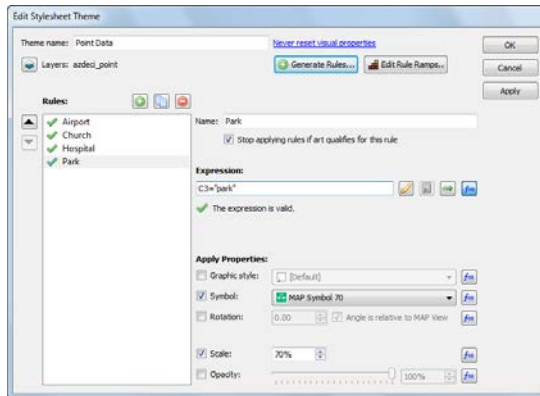 Edit Stylesheet Theme
Theme name: Point Data
Never reset visual properties
OK
Layers: azdeci_point
Generate Rules...
Edit Rule Ramps..
Cancel
Apply
Rules:
Airport
Church
Hospital
Park
Name: Park
Stop applying rules if art qualifies for this rule
Expression:
C3="park"
The expression is valid.
Apply Properties:
Graphic style: [Default]
Symbol: MAP Symbol 70
Rotation: 0.00 Angle is relative to MAP View
Scale: 70%
Opacity: 100%